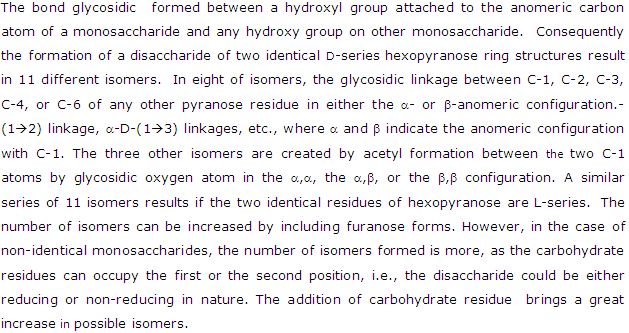 The bond glycosidic formed between a hydroxyl group attached to the anomeric carbon
atom of a monosaccharide and any hydroxy group on other monosaccharide. Consequently
the formation of a disaccharide of two identical D-series hexopyranose ring structures result
in 11 different isomers. In eight of isomers, the glycosidic linkage between C-1, C-2, C-3,
C-4, or C-6 of any other pyranose residue in either the α- or β-anomeric configuration.-
(1→2) linkage, α-D-(1→3) linkages, etc., where α and β indicate the anomeric configuration
with C-1. The three other isomers are created by acetyl formation between the two C-1
atoms by glycosidic oxygen atom in the α,α, the α,β, or the β,β configuration. A similar
series of 11 isomers results if the two identical residues of hexopyranose are L-series. The
number of isomers can be increased by including furanose forms. However, in the case of
non-identical monosaccharides, the number of isomers formed is more, as the carbohydrate
residues can occupy the first or the second position, i.e., the disaccharide could be either
reducing or non-reducing in nature. The addition of carbohydrate residue brings a great
increase in possible isomers.